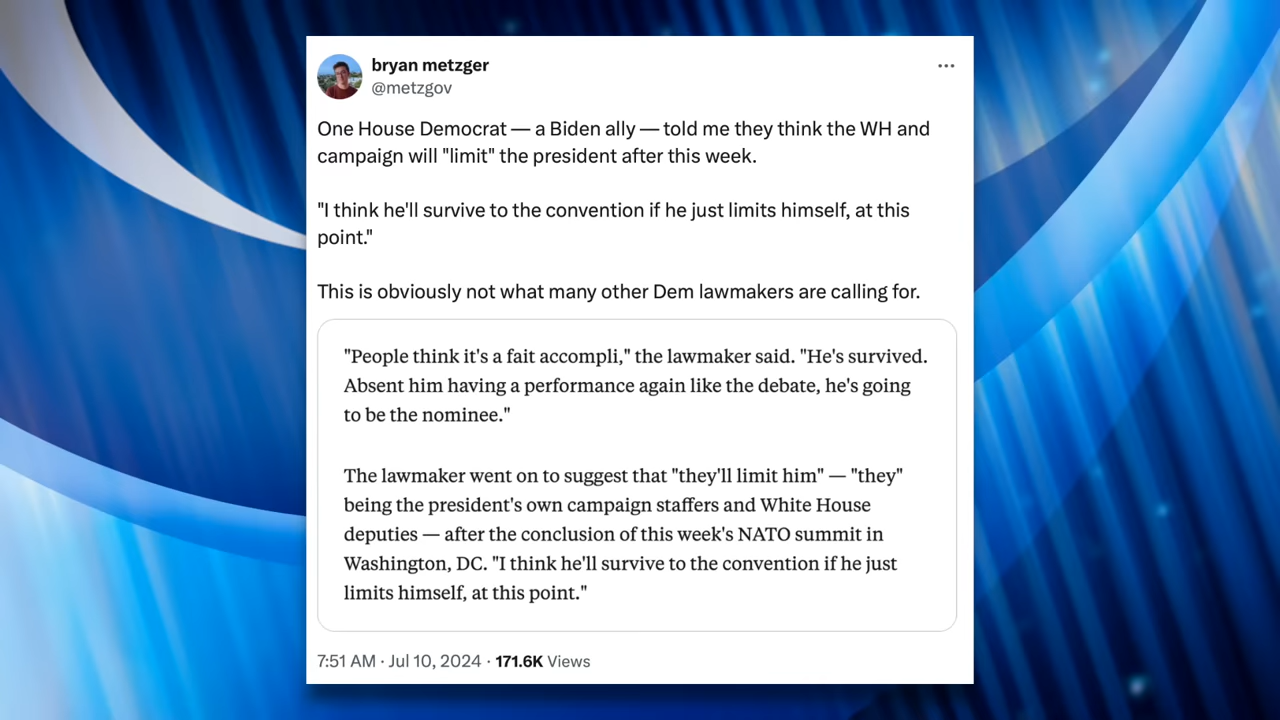 bryan metzger
@metzgov
One House Democrat — a Biden ally — told me they think the WH and
campaign will "limit" the president after this week.
"I think he'll survive to the convention if he just limits himself, at this
point."
This is obviously not what many other Dem lawmakers are calling for.
"People think it's a fait accompli," the lawmaker said. "He's survived.
Absent him having a performance again like the debate, he's going
to be the nominee."
The lawmaker went on to suggest that "they'll limit him" — "they"
being the president's own campaign staffers and White House
deputies — after the conclusion of this week's NATO summit in
Washington, DC. "I think he'll survive to the convention if he just
limits himself, at this point."
7:51 AM · Jul 10, 2024 · 171.6K Views